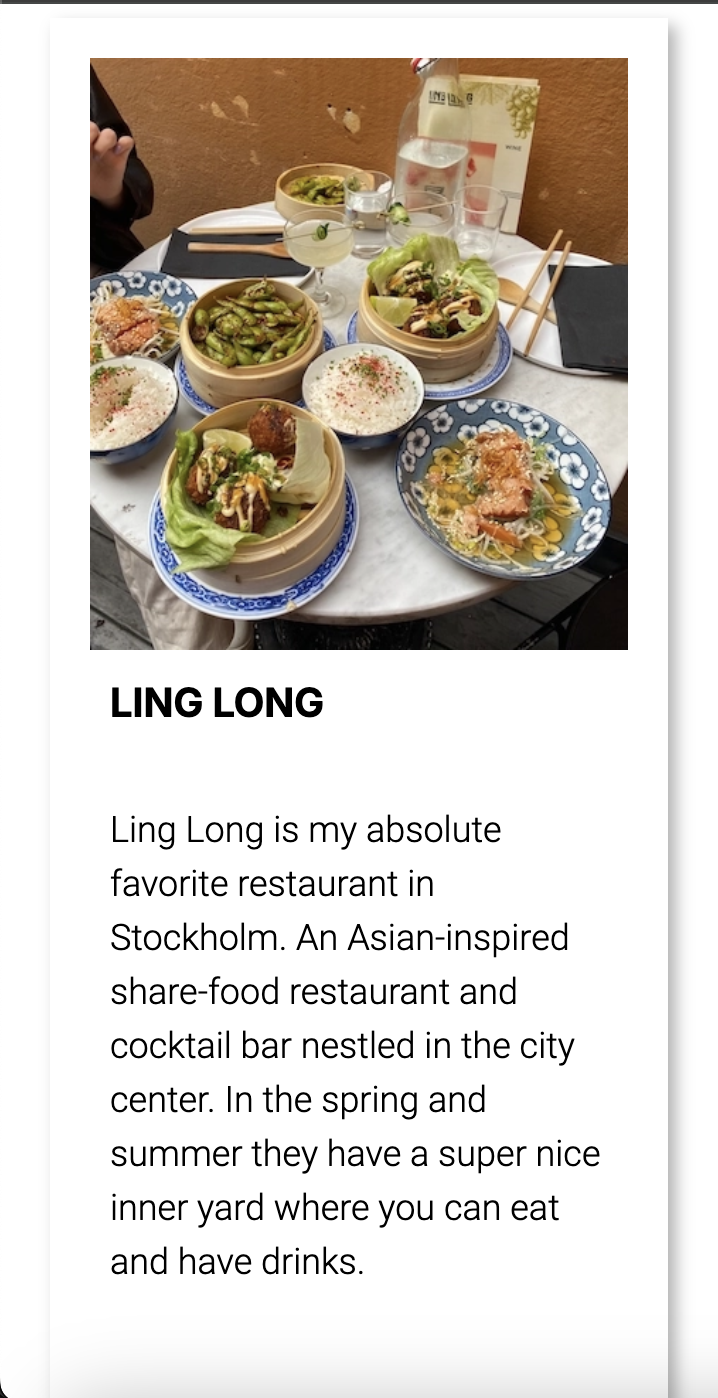 WINE
LING LONG
Ling Long is my absolute
favorite restaurant in
Stockholm. An Asian-inspired
share-food restaurant and
cocktail bar nestled in the city
center. In the spring and
summer they have a super nice
inner yard where you can eat
and have drinks.